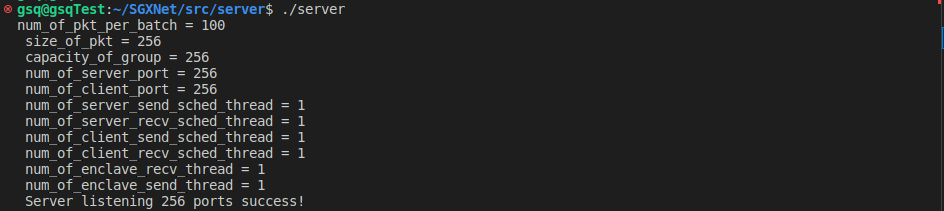 gsq@gsqTest:~/SGXNet/src/server$ ./server
num_of_pkt_per_batch = 100
size_of_pkt = 256
capacity_of_group = 256
num_of_server_port = 256
num_of_client_port = 256
num_of_server_send_sched_thread = 1
num_of_server_recv_sched_thread = 1
num_of_client_send_sched_thread = 1
num_of_client_recv_sched_thread = 1
num_of_enclave_recv_thread = 1
num_of_enclave_send_thread = 1
Server listening 256 ports success!